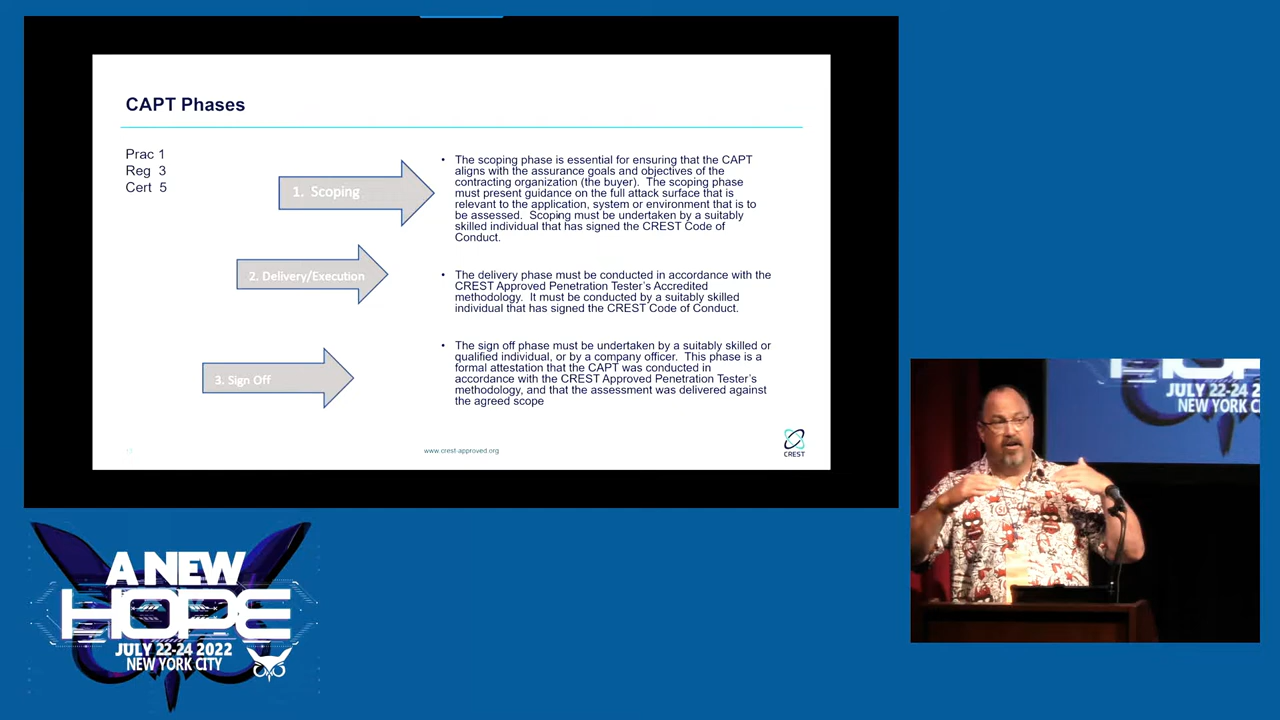 CAPT Phases
Prac 1
Reg 3
Cert 5
1. Scoping
• The scoping phase is essential for ensuring that the CAPT
aligns with the assurance goals and objectives of the
contracting organization (the buyer). The scoping phase
must present guidance on the full attack surface that is
relevant to the application, system or environment that is to
be assessed. Scoping must be undertaken by a suitably
skilled individual that has signed the CREST Code of
Conduct.
2. Delivery/Execution
• The delivery phase must be conducted in accordance with the
CREST Approved Penetration Tester's Accredited
methodology. It must be conducted by a suitably skilled
individual that has signed the CREST Code of Conduct.
3. Sign Off
• The sign off phase must be undertaken by a suitably skilled or
qualified individual, or by a company officer. This phase is a
formal attestation that the CAPT was conducted in
accordance with the CREST Approved Penetration Tester's
methodology, and that the assessment was delivered against
the agreed scope
www.crest-approved.org
CREST
A NEW
HOPE
JULY 22-24 2022
NEW YORK CITY
JULY 22-24 2
NEW YORK C